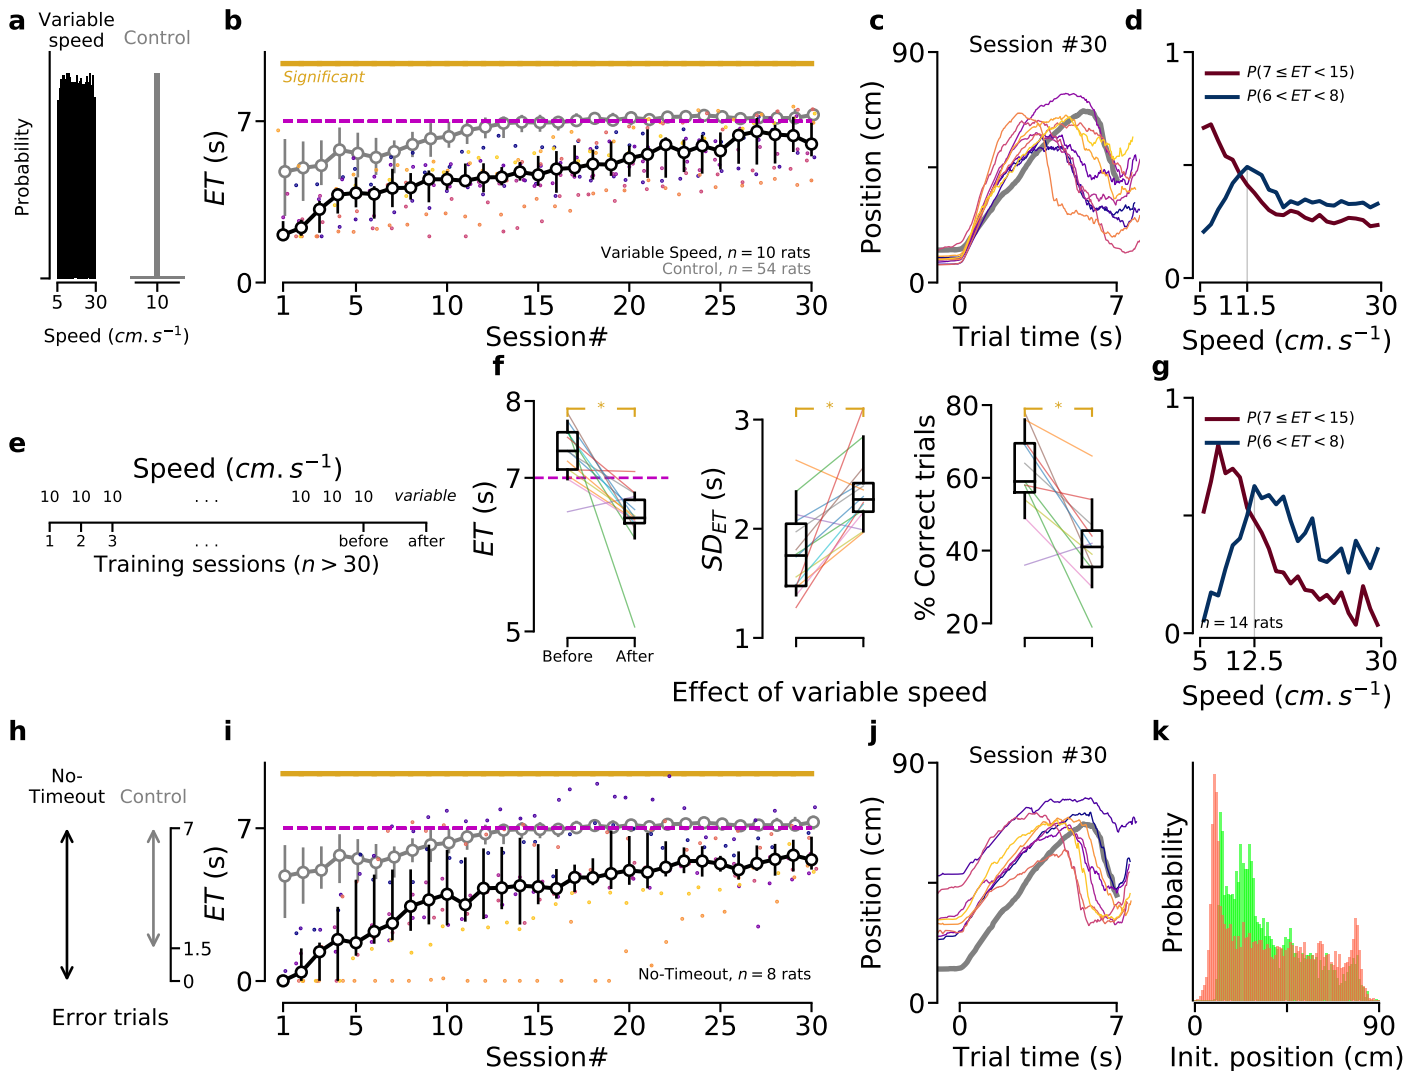 a
Variable
speed
Control
Probability
5
30
10
Speed (cm.s⁻¹)
b
Significant
ET (s)
7
0
Variable Speed, n = 10 rats
Control, n = 54 rats
1
5
10
15
20
25
30
Session#
c
Session #30
Position (cm)
90
0
0
7
Trial time (s)
d
1
0
P(7 ≤ ET < 15)
P(6 < ET < 8)
5
11.5
30
Speed (cm.s⁻¹)
e
Speed (cm.s⁻¹)
10 10 10 . . . 10 10 10 variable
1 2 3 . . . before after
Training sessions (n > 30)
f
ET (s)
8
7
5
*
Before
After
SD_ET (s)
3
2
1
*
% Correct trials
80
60
40
20
*
Effect of variable speed
g
1
0
P(7 ≤ ET < 15)
P(6 < ET < 8)
n = 14 rats
5
12.5
30
Speed (cm.s⁻¹)
h
No-
Timeout
Control
7
1.5
0
Error trials
i
ET (s)
7
0
No-Timeout, n = 8 rats
1
5
10
15
20
25
30
Session#
j
Session #30
Position (cm)
90
0
0
7
Trial time (s)
k
Probability
0
90
Init. position (cm)